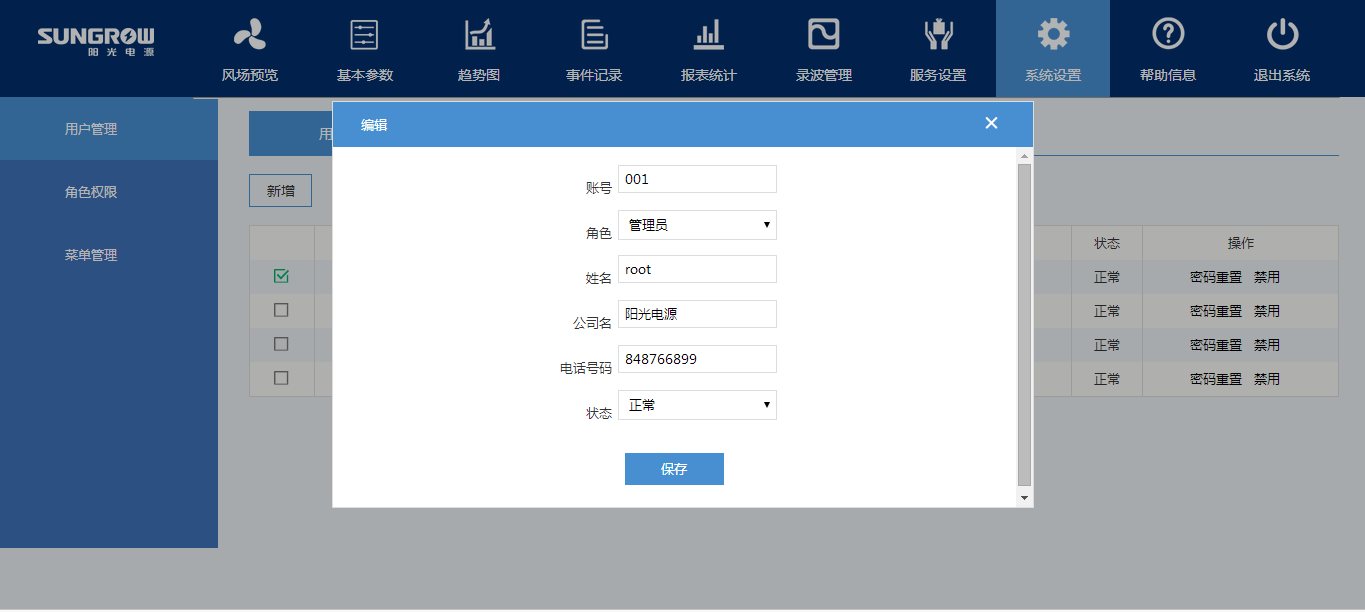 SUNGROW
阳光电源
风场预览
基本参数
趋势图
事件记录
报表统计
录波管理
服务设置
系统设置
帮助信息
退出系统
用户管理
角色权限
菜单管理
用
新增
编辑
账号 001
角色 管理员
姓名 root
公司名 阳光电源
电话号码 848766899
状态 正常
保存
状态 操作
正常 密码重置 禁用
正常 密码重置 禁用
正常 密码重置 禁用
正常 密码重置 禁用